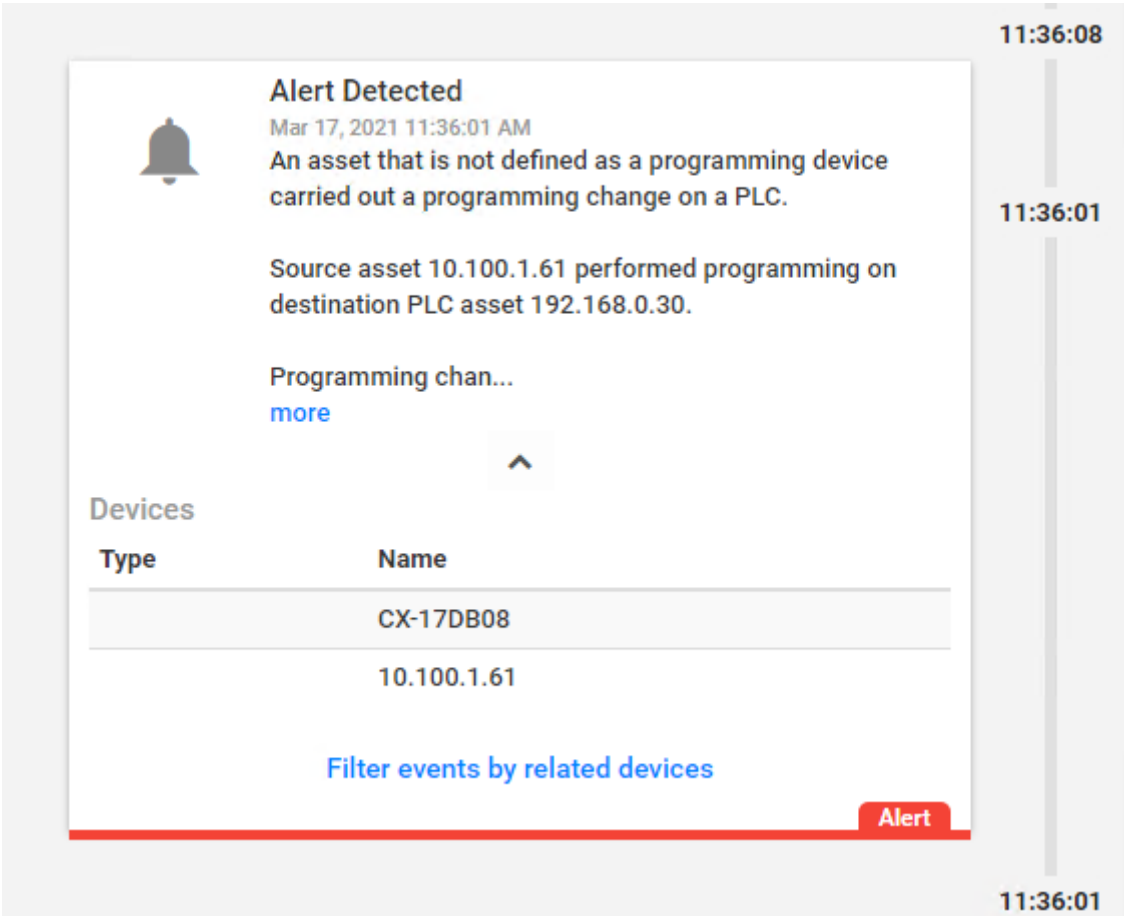 11:36:08
Alert Detected
Mar 17, 2021 11:36:01 AM
An asset that is not defined as a programming device
carried out a programming change on a PLC.
11:36:01
Source asset 10.100.1.61 performed programming on
destination PLC asset 192.168.0.30.
Programming chan...
more
Devices
Type Name
CX-17DB08
10.100.1.61
Filter events by related devices
Alert
11:36:01